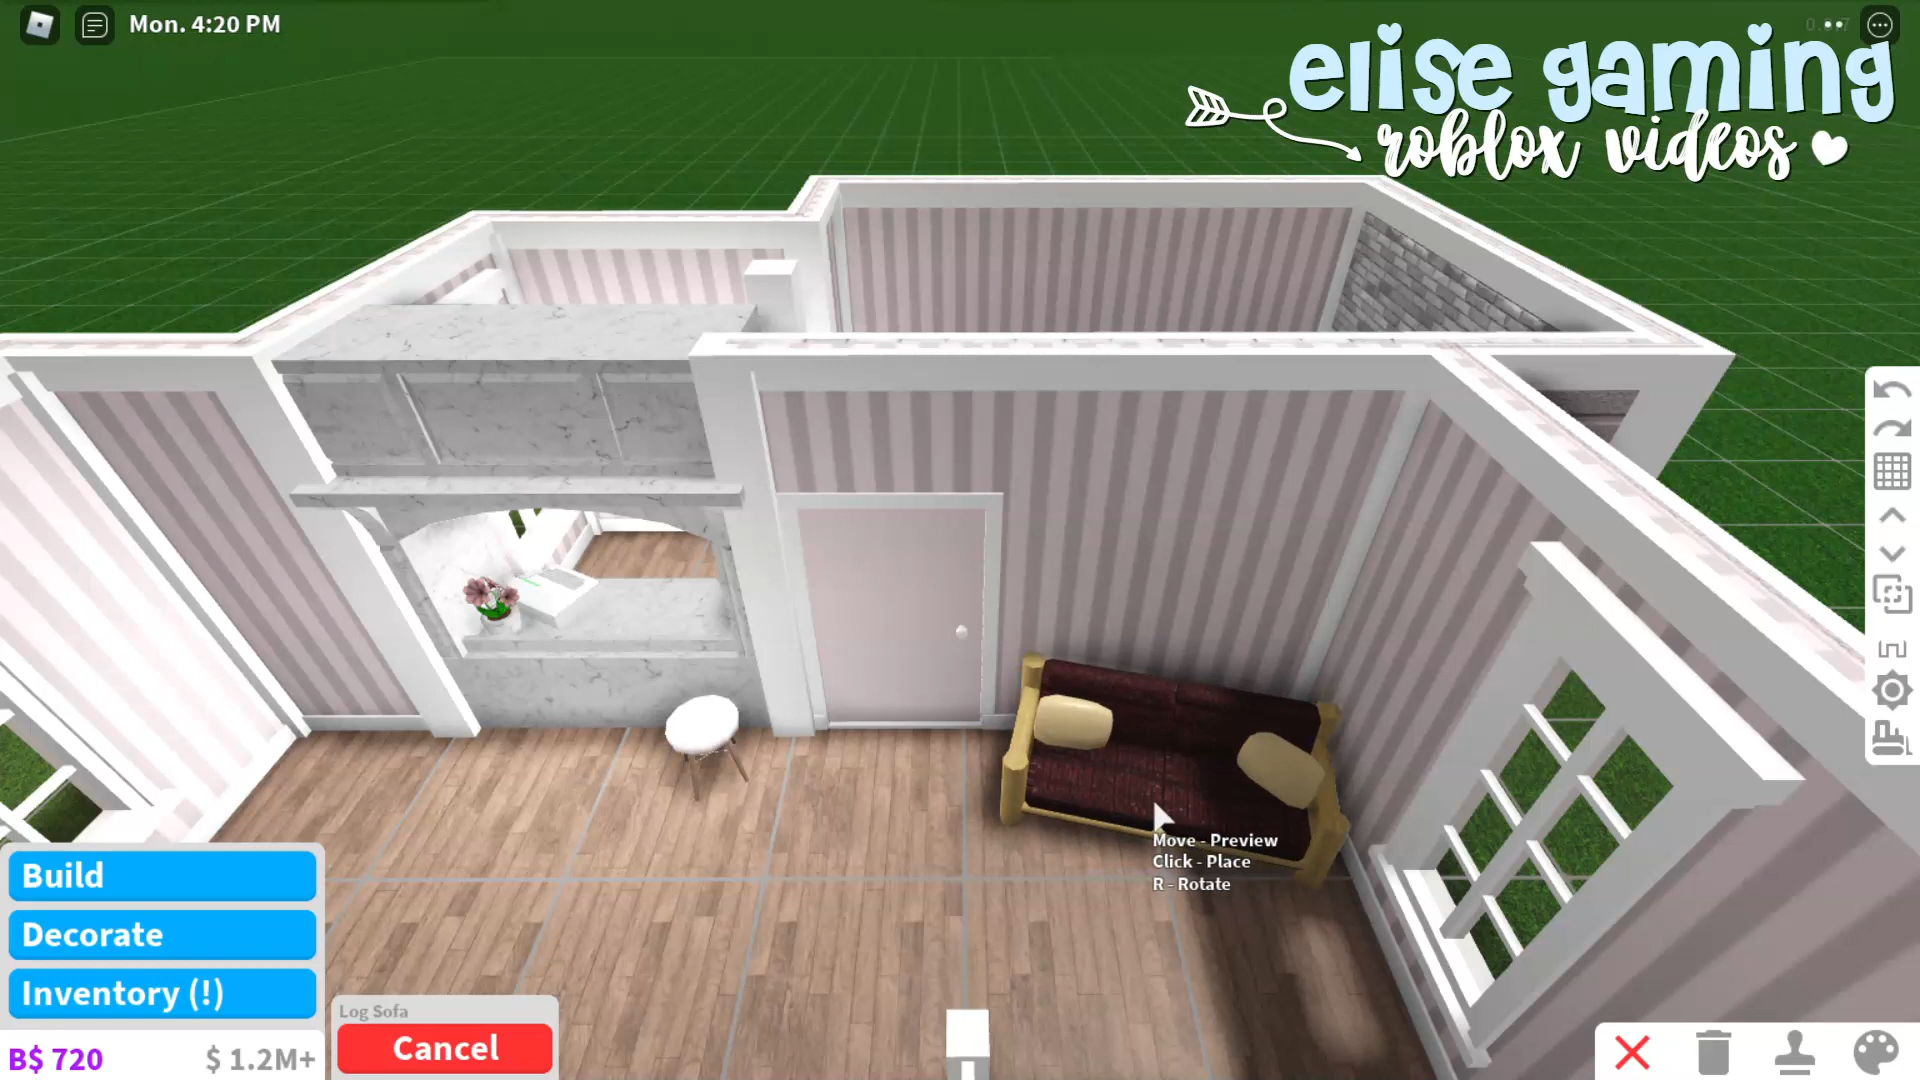 Mon. 4:20 PM
elise gaming
roblox videos
Move - Preview
Click - Place
R - Rotate
Build
Decorate
Inventory (!)
Log Sofa
Cancel
B$ 720
$ 1.2M+